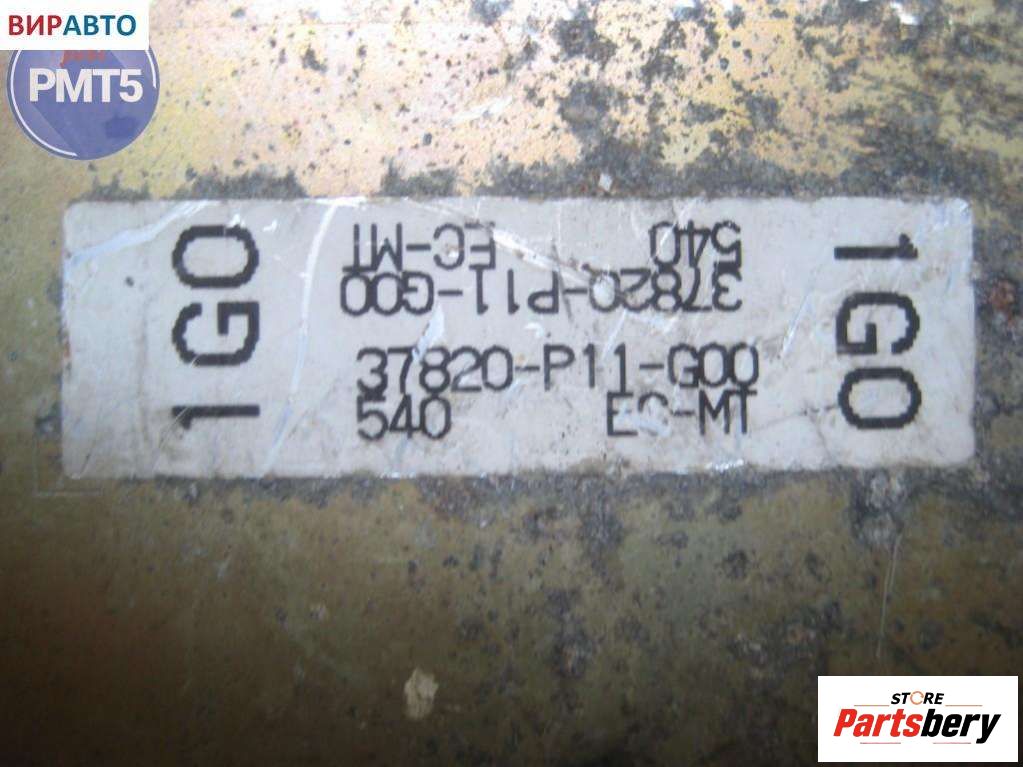 ВИРАВТО
PMT5
1G0
540 EC-MT
37820-P11-G00
37820-P11-G00
540 EC-MT
1G0
STORE
Partsbery